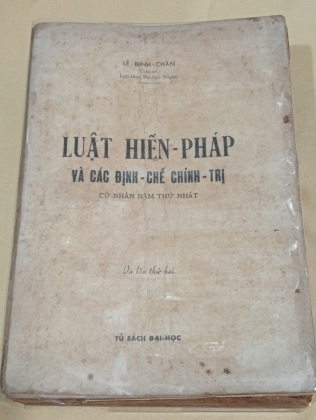 LÊ ĐÌNH-CHÂN
LUẬT HIẾN-PHÁP
VÀ CÁC ĐỊNH-CHẾ CHÍNH-TRỊ
CỬ NHÂN NĂM THỨ NHẤT
In lần thứ hai
TỦ SÁCH ĐẠI-HỌC